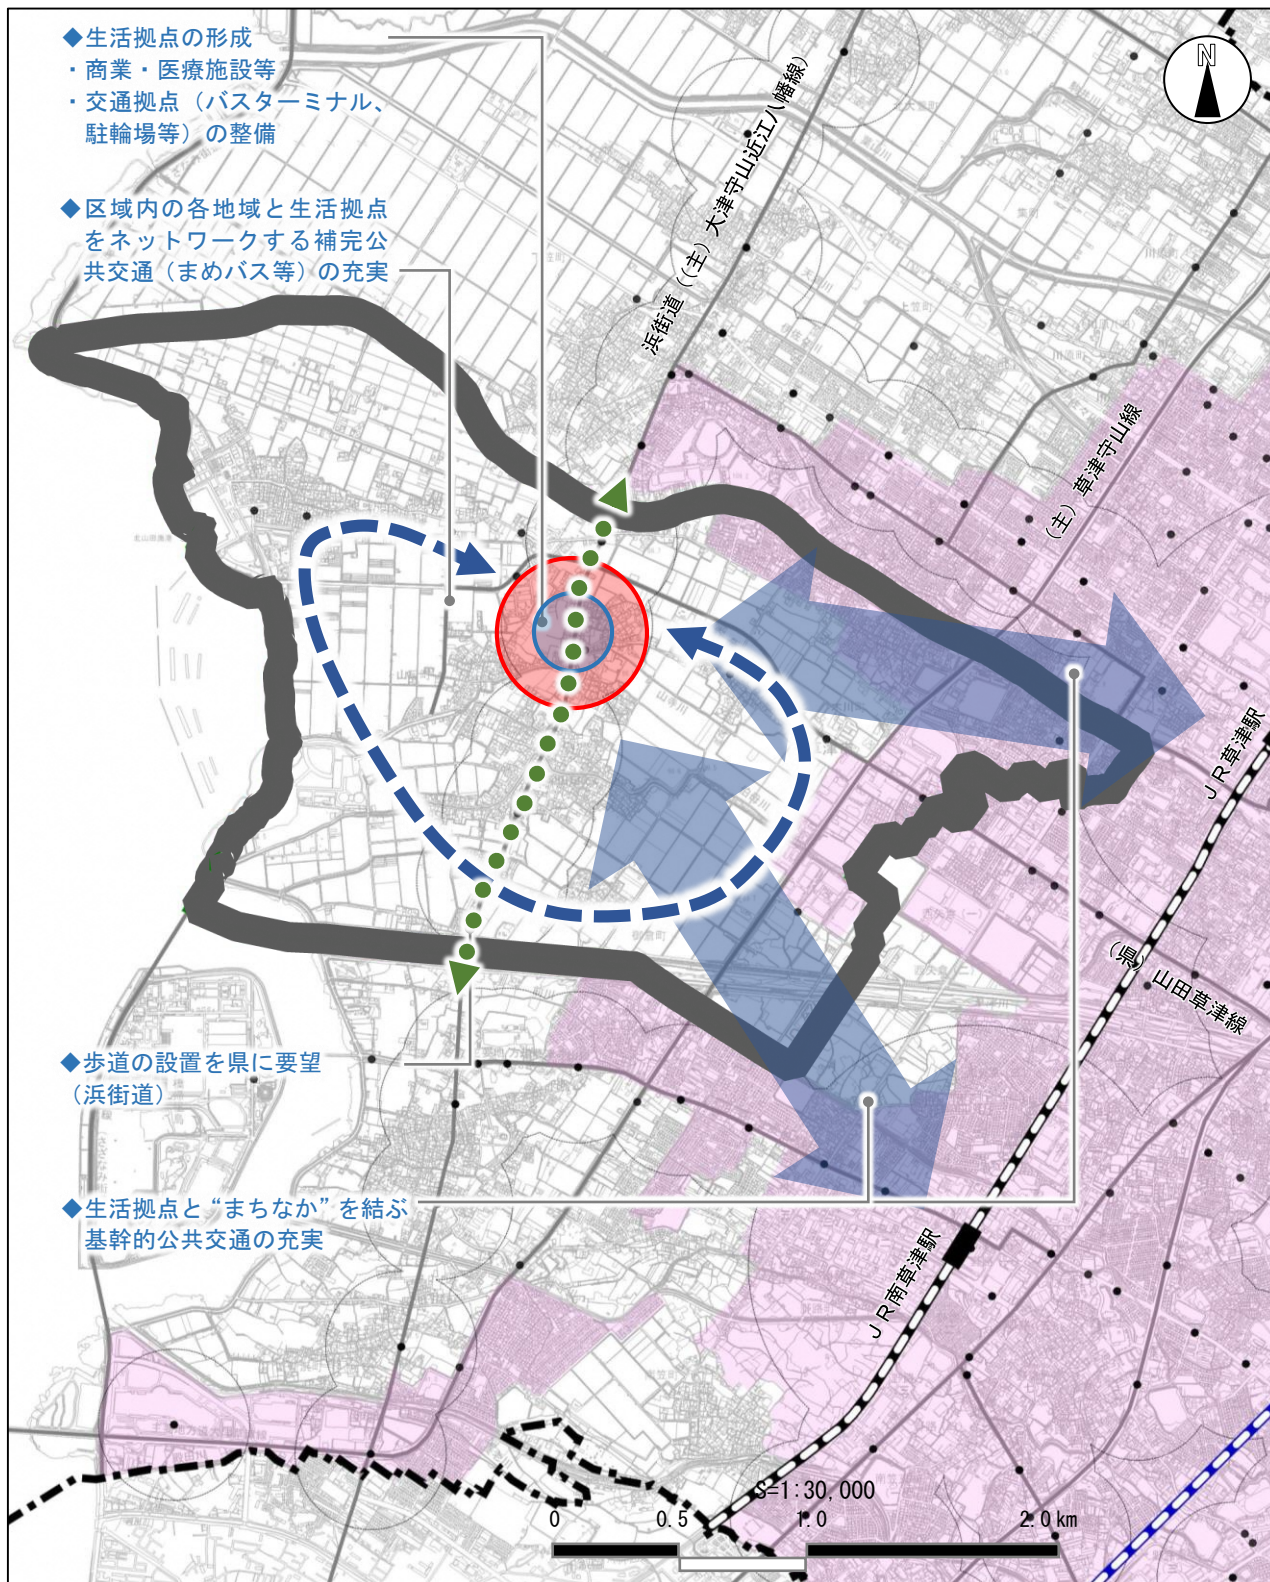 ◆生活拠点の形成
・商業・医療施設等
・交通拠点（バスターミナル、
駐輪場等）の整備
◆区域内の各地域と生活拠点
をネットワークする補完公
共交通（まめバス等）の充実
N
浜街道（（主）大津守山近江八幡線）
（主）草津守山線
ＪＲ草津駅
（県）山田草津線
◆歩道の設置を県に要望
（浜街道）
◆生活拠点と“まちなか”を結ぶ
基幹的公共交通の充実
ＪＲ南草津駅
S=1:30,000
0 0.5 1.0 2.0km